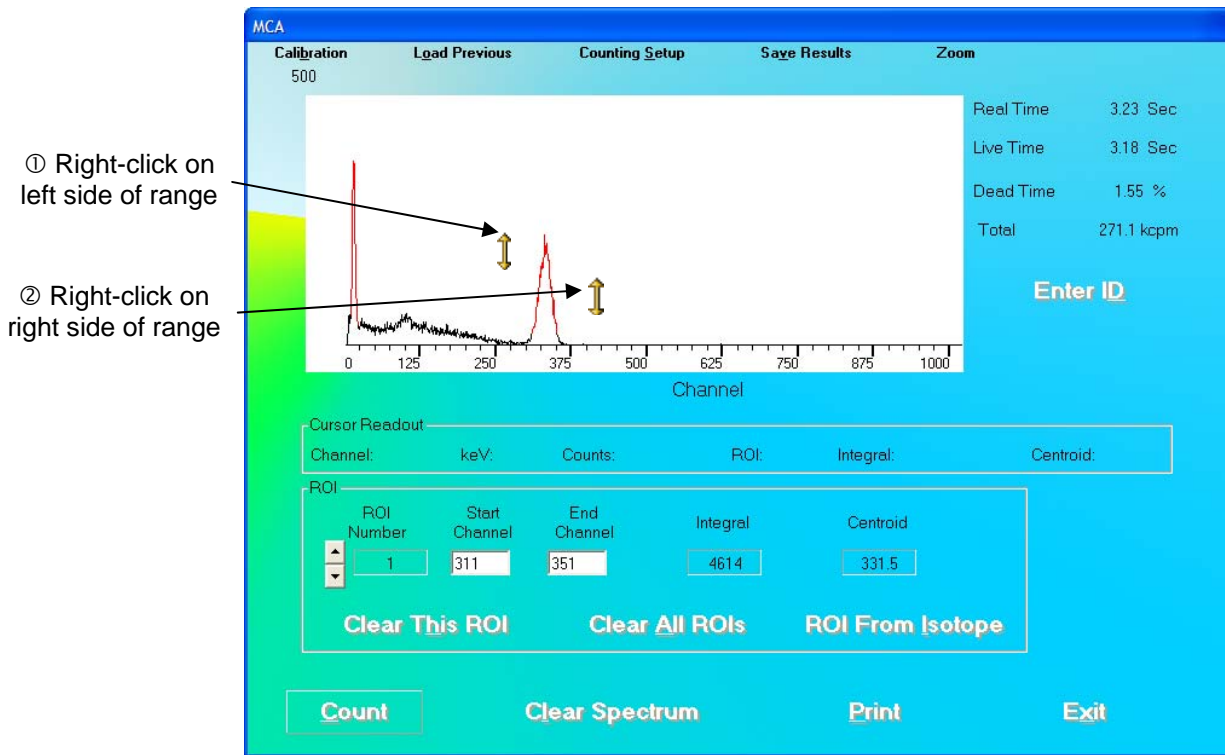 MCA
Calibration Load Previous Counting Setup Save Results Zoom
500
Real Time 3.23 Sec
Live Time 3.18 Sec
Dead Time 1.55 %
Total 271.1 kcpm
Enter ID
① Right-click on
left side of range
② Right-click on
right side of range
0 125 250 375 500 625 750 875 1000
Channel
Cursor Readout
Channel: keV: Counts: ROI: Integral: Centroid:
ROI
ROI Start End Integral Centroid
Number Channel Channel
1 311 351 4614 331.5
Clear This ROI Clear All ROIs ROI From Isotope
Count Clear Spectrum Print Exit